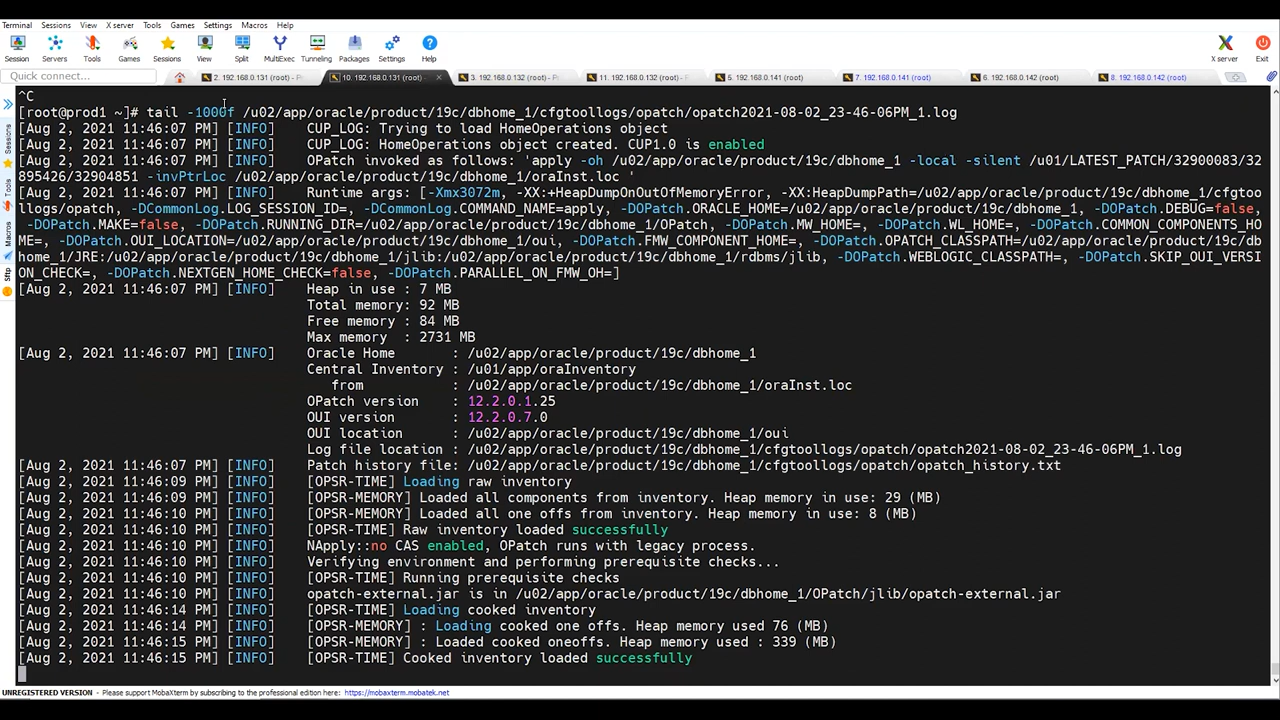 Terminal Sessions View X server Tools Games Settings Macros Help
Session Servers Tools Games Sessions View Split MultiExec Tunneling Packages Settings Help X server Exit
Quick connect... 2. 192.168.0.131 (root) 10. 192.168.0.131 (root) 3. 192.168.0.132 (root) 11. 192.168.0.132 (root) 5. 192.168.0.141 (root) 7. 192.168.0.141 (root) 6. 192.168.0.142 (root) 8. 192.168.0.142 (root)
Sessions
Tools
Macros
Sftp
^C
[root@prod1 ~]# tail -1000f /u02/app/oracle/product/19c/dbhome_1/cfgtoollogs/opatch/opatch2021-08-02_23-46-06PM_1.log
[Aug 2, 2021 11:46:07 PM] [INFO] CUP_LOG: Trying to load HomeOperations object
[Aug 2, 2021 11:46:07 PM] [INFO] CUP_LOG: HomeOperations object created. CUP1.0 is enabled
[Aug 2, 2021 11:46:07 PM] [INFO] OPatch invoked as follows: 'apply -oh /u02/app/oracle/product/19c/dbhome_1 -local -silent /u01/LATEST_PATCH/32900083/32
895426/32904851 -invPtrLoc /u02/app/oracle/product/19c/dbhome_1/oraInst.loc '
[Aug 2, 2021 11:46:07 PM] [INFO] Runtime args: [-Xmx3072m, -XX:+HeapDumpOnOutOfMemoryError, -XX:HeapDumpPath=/u02/app/oracle/product/19c/dbhome_1/cfgtoo
llogs/opatch, -DCommonLog.LOG_SESSION_ID=, -DCommonLog.COMMAND_NAME=apply, -DOPatch.ORACLE_HOME=/u02/app/oracle/product/19c/dbhome_1, -DOPatch.DEBUG=false,
 -DOPatch.MAKE=false, -DOPatch.RUNNING_DIR=/u02/app/oracle/product/19c/dbhome_1/OPatch, -DOPatch.MW_HOME=, -DOPatch.WL_HOME=, -DOPatch.COMMON_COMPONENTS_HO
ME=, -DOPatch.OUI_LOCATION=/u02/app/oracle/product/19c/dbhome_1/oui, -DOPatch.FMW_COMPONENT_HOME=, -DOPatch.OPATCH_CLASSPATH=/u02/app/oracle/product/19c/db
home_1/JRE:/u02/app/oracle/product/19c/dbhome_1/jlib:/u02/app/oracle/product/19c/dbhome_1/rdbms/jlib, -DOPatch.WEBLOGIC_CLASSPATH=, -DOPatch.SKIP_OUI_VERSI
ON_CHECK=, -DOPatch.NEXTGEN_HOME_CHECK=false, -DOPatch.PARALLEL_ON_FMW_OH=]
[Aug 2, 2021 11:46:07 PM] [INFO] Heap in use : 7 MB
Total memory: 92 MB
Free memory : 84 MB
Max memory : 2731 MB
[Aug 2, 2021 11:46:07 PM] [INFO] Oracle Home : /u02/app/oracle/product/19c/dbhome_1
Central Inventory : /u01/app/oraInventory
from : /u02/app/oracle/product/19c/dbhome_1/oraInst.loc
OPatch version : 12.2.0.1.25
OUI version : 12.2.0.7.0
OUI location : /u02/app/oracle/product/19c/dbhome_1/oui
Log file location : /u02/app/oracle/product/19c/dbhome_1/cfgtoollogs/opatch/opatch2021-08-02_23-46-06PM_1.log
[Aug 2, 2021 11:46:07 PM] [INFO] Patch history file: /u02/app/oracle/product/19c/dbhome_1/cfgtoollogs/opatch/opatch_history.txt
[Aug 2, 2021 11:46:07 PM] [INFO] [OPSR-TIME] Loading raw inventory
[Aug 2, 2021 11:46:09 PM] [INFO] [OPSR-MEMORY] Loaded all components from inventory. Heap memory in use: 29 (MB)
[Aug 2, 2021 11:46:10 PM] [INFO] [OPSR-MEMORY] Loaded all one offs from inventory. Heap memory in use: 8 (MB)
[Aug 2, 2021 11:46:10 PM] [INFO] [OPSR-TIME] Raw inventory loaded successfully
[Aug 2, 2021 11:46:10 PM] [INFO] NApply::no CAS enabled, OPatch runs with legacy process.
[Aug 2, 2021 11:46:10 PM] [INFO] Verifying environment and performing prerequisite checks...
[Aug 2, 2021 11:46:10 PM] [INFO] [OPSR-TIME] Running prerequisite checks
[Aug 2, 2021 11:46:10 PM] [INFO] opatch-external.jar is in /u02/app/oracle/product/19c/dbhome_1/OPatch/jlib/opatch-external.jar
[Aug 2, 2021 11:46:14 PM] [INFO] [OPSR-TIME] Loading cooked inventory
[Aug 2, 2021 11:46:14 PM] [INFO] [OPSR-MEMORY] : Loading cooked one offs. Heap memory used 76 (MB)
[Aug 2, 2021 11:46:15 PM] [INFO] [OPSR-MEMORY] : Loaded cooked oneoffs. Heap memory used : 339 (MB)
[Aug 2, 2021 11:46:15 PM] [INFO] [OPSR-TIME] Cooked inventory loaded successfully
UNREGISTERED VERSION - Please support MobaXterm by subscribing to the professional edition here: https://mobaxterm.mobatek.net